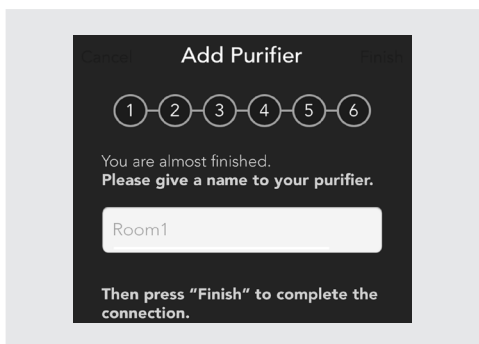 Cancel Add Purifier Finish
1 2 3 4 5 6
You are almost finished.
Please give a name to your purifier.
Room1
Then press "Finish" to complete the
connection.